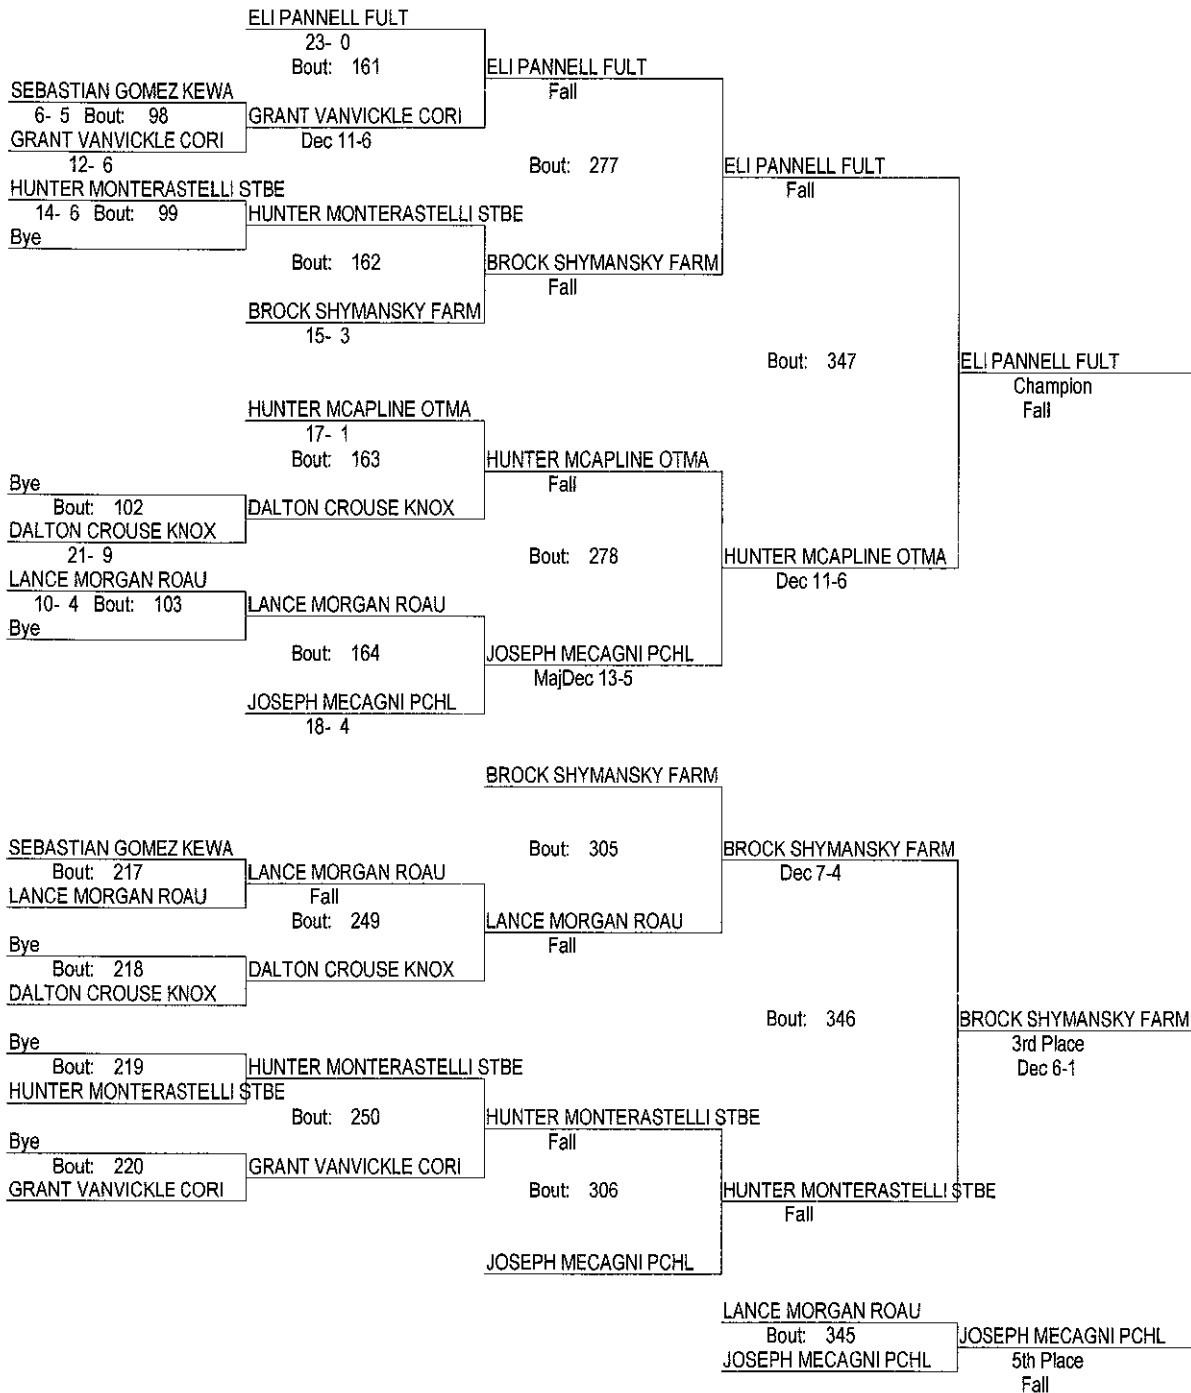 ELI PANNELL FULT
23- 0
Bout: 161
ELI PANNELL FULT
Fall
SEBASTIAN GOMEZ KEWA
6- 5 Bout: 98
GRANT VANVICKLE CORI
GRANT VANVICKLE CORI
Dec 11-6
12- 6
Bout: 277
ELI PANNELL FULT
Fall
HUNTER MONTERASTELLI STBE
14- 6 Bout: 99
HUNTER MONTERASTELLI STBE
Bye
Bout: 162
BROCK SHYMANSKY FARM
Fall
BROCK SHYMANSKY FARM
15- 3
Bout: 347
ELI PANNELL FULT
Champion
Fall
HUNTER MCAPLINE OTMA
17- 1
Bout: 163
HUNTER MCAPLINE OTMA
Fall
Bye
Bout: 102
DALTON CROUSE KNOX
DALTON CROUSE KNOX
21- 9
Bout: 278
HUNTER MCAPLINE OTMA
Dec 11-6
LANCE MORGAN ROAU
10- 4 Bout: 103
LANCE MORGAN ROAU
Bye
Bout: 164
JOSEPH MECAGNI PCHL
MajDec 13-5
JOSEPH MECAGNI PCHL
18- 4
BROCK SHYMANSKY FARM
Bout: 305
BROCK SHYMANSKY FARM
Dec 7-4
SEBASTIAN GOMEZ KEWA
Bout: 217
LANCE MORGAN ROAU
Fall
LANCE MORGAN ROAU
Bout: 249
LANCE MORGAN ROAU
Fall
Bye
Bout: 218
DALTON CROUSE KNOX
DALTON CROUSE KNOX
Bout: 346
BROCK SHYMANSKY FARM
3rd Place
Dec 6-1
Bye
Bout: 219
HUNTER MONTERASTELLI STBE
HUNTER MONTERASTELLI STBE
Bout: 250
HUNTER MONTERASTELLI STBE
Fall
Bye
Bout: 220
GRANT VANVICKLE CORI
GRANT VANVICKLE CORI
Bout: 306
HUNTER MONTERASTELLI STBE
Fall
JOSEPH MECAGNI PCHL
LANCE MORGAN ROAU
Bout: 345
JOSEPH MECAGNI PCHL
JOSEPH MECAGNI PCHL
5th Place
Fall